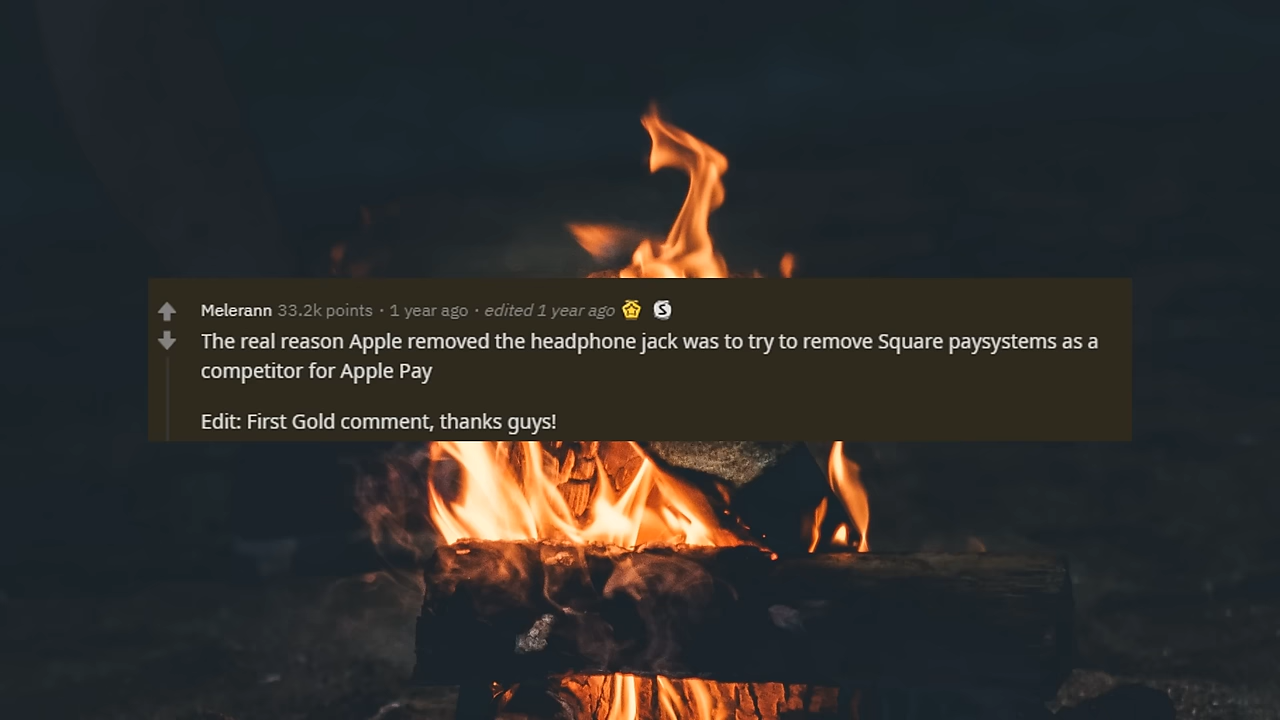 Melerann 33.2k points · 1 year ago · edited 1 year ago
The real reason Apple removed the headphone jack was to try to remove Square paysystems as a
competitor for Apple Pay
Edit: First Gold comment, thanks guys!